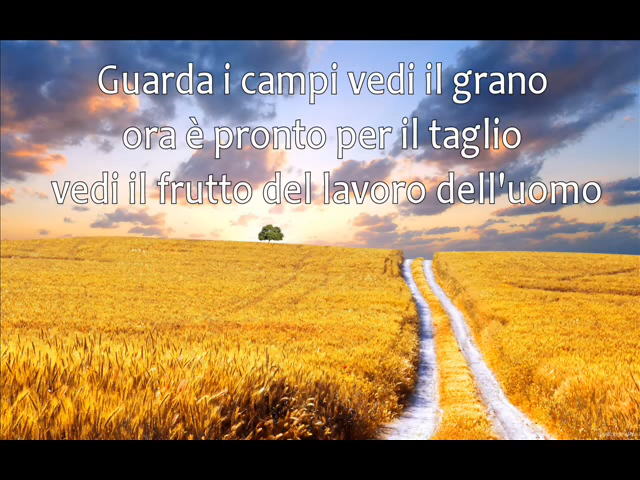 Guarda i campi vedi il grano
ora è pronto per il taglio
vedi il frutto del lavoro dell'uomo